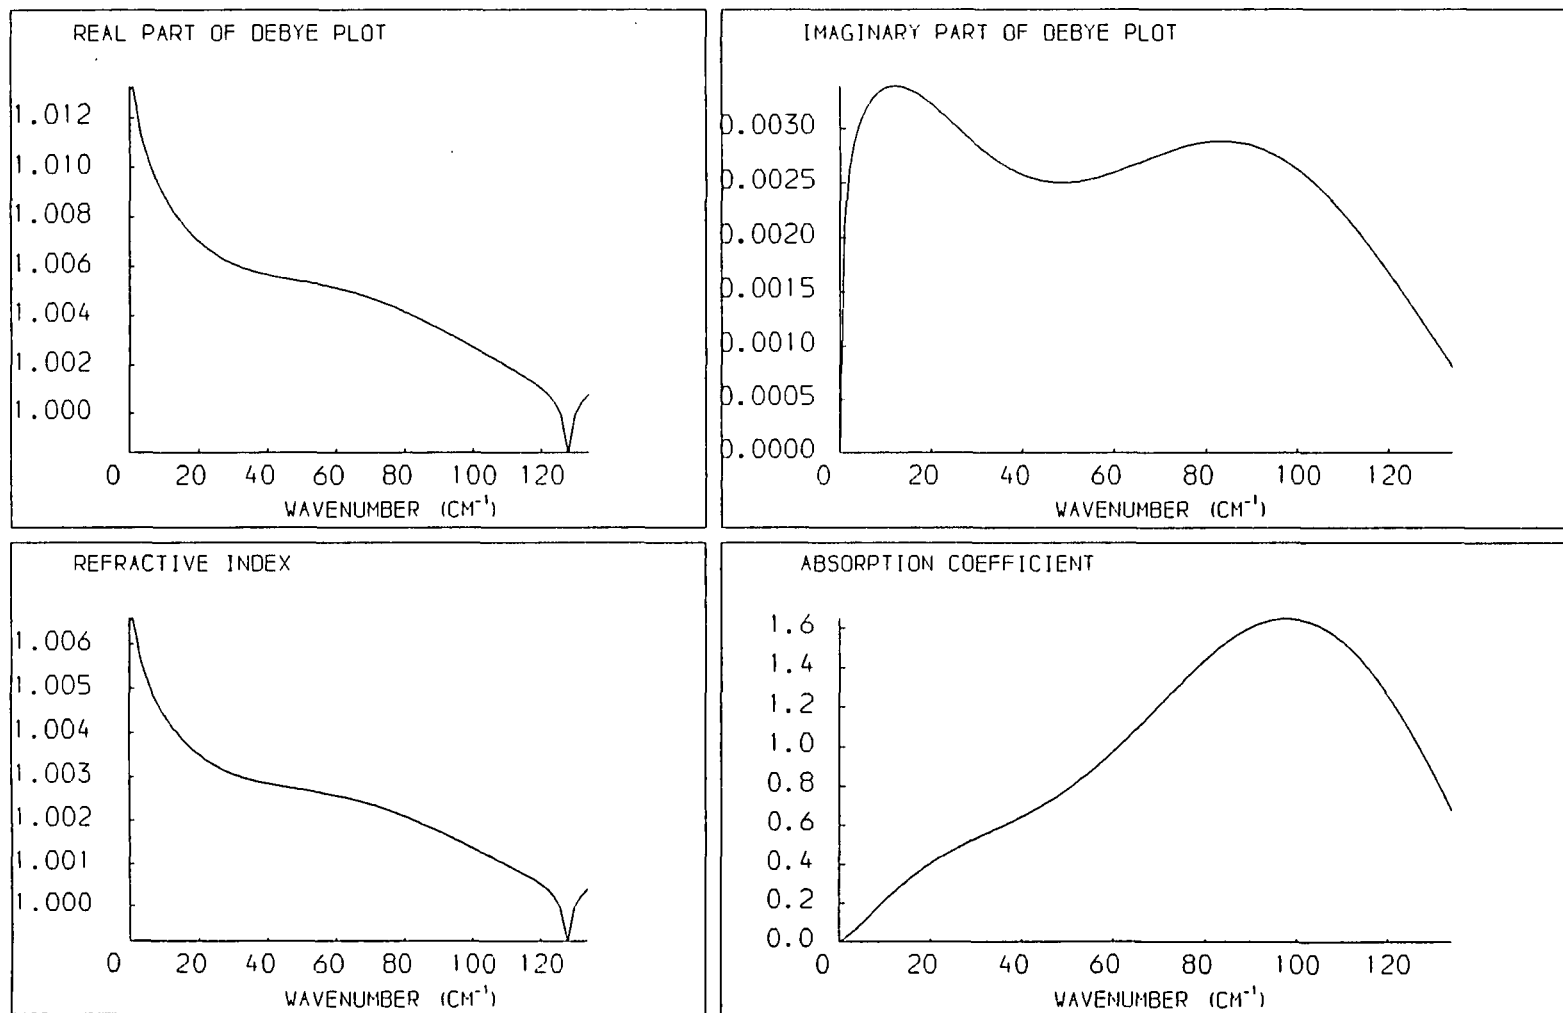 REAL PART OF DEBYE PLOT
1.012
1.010
1.008
1.006
1.004
1.002
1.000
0 20 40 60 80 100 120
WAVENUMBER (CM⁻¹)
IMAGINARY PART OF DEBYE PLOT
0.0030
0.0025
0.0020
0.0015
0.0010
0.0005
0.0000
0 20 40 60 80 100 120
WAVENUMBER (CM⁻¹)
REFRACTIVE INDEX
1.006
1.005
1.004
1.003
1.002
1.001
1.000
0 20 40 60 80 100 120
WAVENUMBER (CM⁻¹)
ABSORPTION COEFFICIENT
1.6
1.4
1.2
1.0
0.8
0.6
0.4
0.2
0.0
0 20 40 60 80 100 120
WAVENUMBER (CM⁻¹)